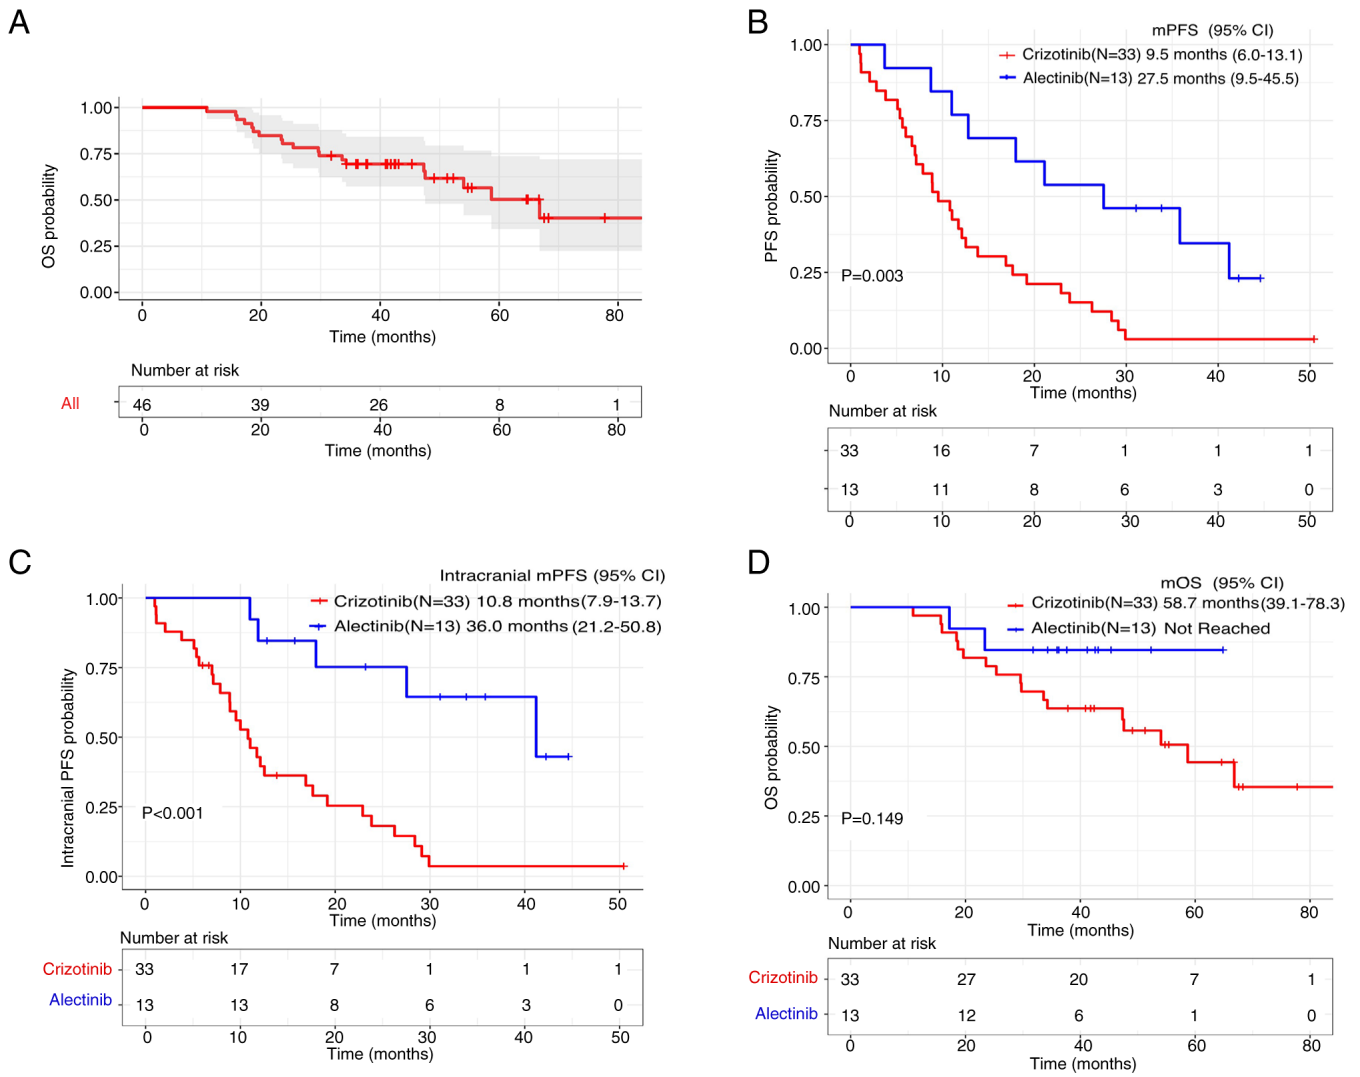 A
1.00
0.75
0.50
0.25
0.00
OS probability
0 20 40 60 80
Time (months)
Number at risk
All 46 39 26 8 1
0 20 40 60 80
Time (months)
B
mPFS (95% CI)
Crizotinib(N=33) 9.5 months (6.0-13.1)
Alectinib(N=13) 27.5 months (9.5-45.5)
1.00
0.75
0.50
0.25
0.00
PFS probability
P=0.003
0 10 20 30 40 50
Time (months)
Number at risk
33 16 7 1 1 1
13 11 8 6 3 0
0 10 20 30 40 50
C
Intracranial mPFS (95% CI)
Crizotinib(N=33) 10.8 months(7.9-13.7)
Alectinib(N=13) 36.0 months (21.2-50.8)
1.00
0.75
0.50
0.25
0.00
Intracranial PFS probability
P<0.001
0 10 20 30 40 50
Time (months)
Number at risk
Crizotinib 33 17 7 1 1 1
Alectinib 13 13 8 6 3 0
0 10 20 30 40 50
Time (months)
D
mOS (95% CI)
Crizotinib(N=33) 58.7 months(39.1-78.3)
Alectinib(N=13) Not Reached
1.00
0.75
0.50
0.25
0.00
OS probability
P=0.149
0 20 40 60 80
Time (months)
Number at risk
Crizotinib 33 27 20 7 1
Alectinib 13 12 6 1 0
0 20 40 60 80
Time (months)